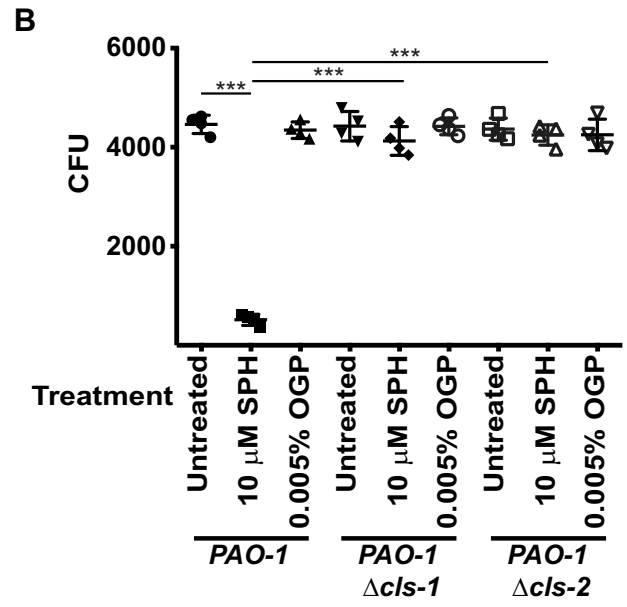 B
6000
4000
2000
CFU
***
***
***
Treatment
Untreated
10 μM SPH
0.005% OGP
Untreated
10 μM SPH
0.005% OGP
Untreated
10 μM SPH
0.005% OGP
PAO-1
PAO-1
Δcls-1
PAO-1
Δcls-2